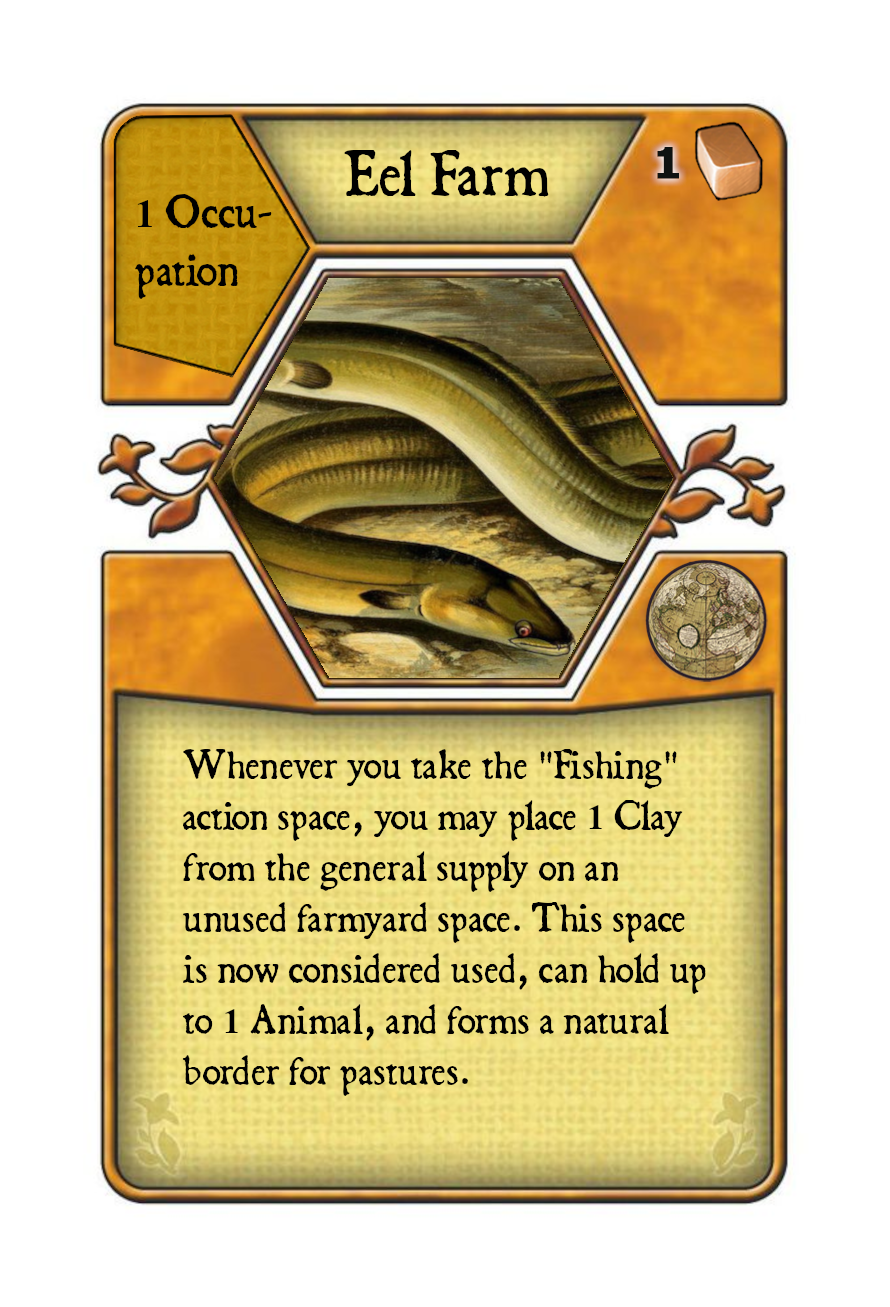 Eel Farm
1
1 Occu-
pation
Whenever you take the "Fishing"
action space, you may place 1 Clay
from the general supply on an
unused farmyard space. This space
is now considered used, can hold up
to 1 Animal, and forms a natural
border for pastures.